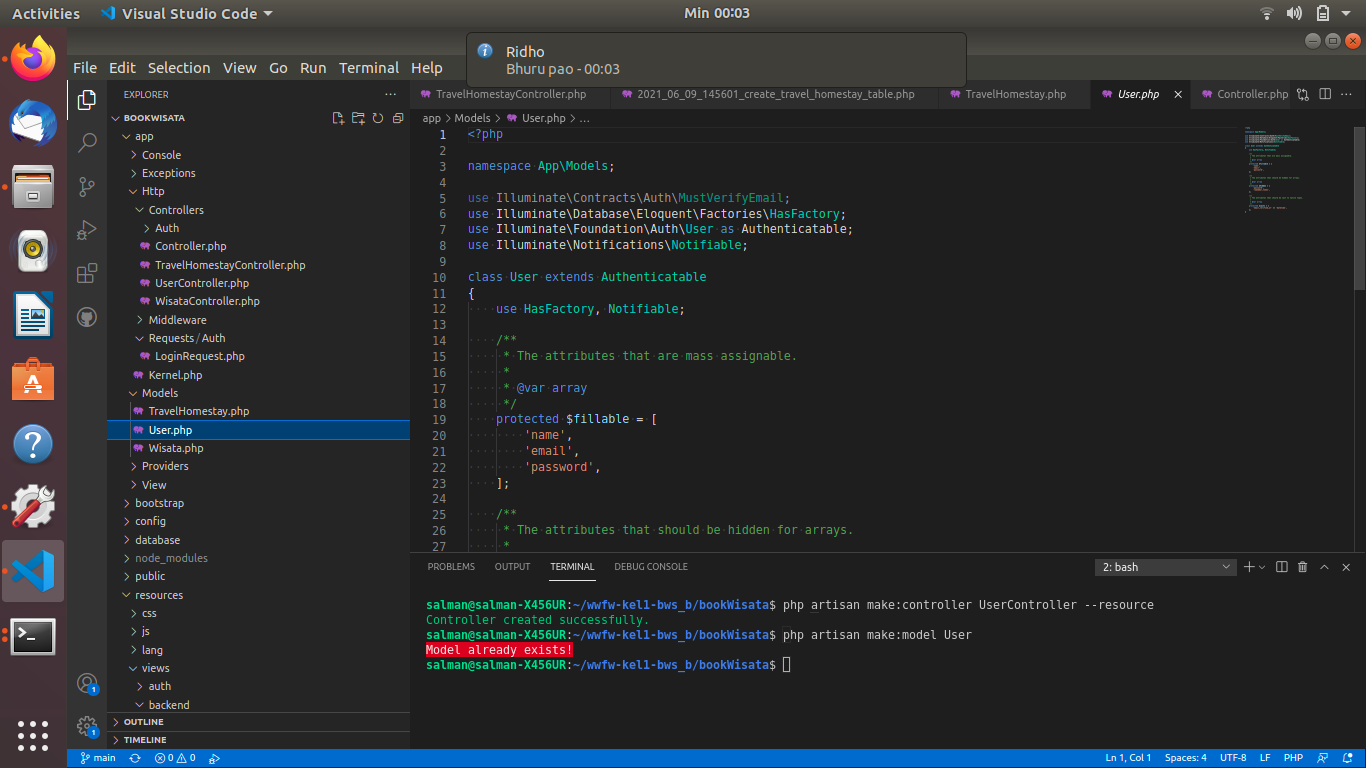 Activities
Visual Studio Code
Min 00:03
Ridho
Bhuru pao - 00:03
File Edit Selection View Go Run Terminal Help
EXPLORER
BOOKWISATA
app
Console
Exceptions
Http
Controllers
Auth
Controller.php
TravelHomestayController.php
UserController.php
WisataController.php
Middleware
Requests/Auth
LoginRequest.php
Kernel.php
Models
TravelHomestay.php
User.php
Wisata.php
Providers
View
bootstrap
config
database
node_modules
public
resources
css
js
lang
views
auth
backend
OUTLINE
TIMELINE
TravelHomestayController.php 2021_06_09_145601_create_travel_homestay_table.php TravelHomestay.php User.php Controller.php
app > Models > User.php > ...
1 <?php
2
3 namespace App\Models;
4
5 use Illuminate\Contracts\Auth\MustVerifyEmail;
6 use Illuminate\Database\Eloquent\Factories\HasFactory;
7 use Illuminate\Foundation\Auth\User as Authenticatable;
8 use Illuminate\Notifications\Notifiable;
9
10 class User extends Authenticatable
11 {
12 use HasFactory, Notifiable;
13
14 /**
15 * The attributes that are mass assignable.
16 *
17 * @var array
18 */
19 protected $fillable = [
20 'name',
21 'email',
22 'password',
23 ];
24
25 /**
26 * The attributes that should be hidden for arrays.
27 *
PROBLEMS OUTPUT TERMINAL DEBUG CONSOLE
2: bash
salman@salman-X456UR:~/wwfw-kel1-bws_b/bookWisata$ php artisan make:controller UserController --resource
Controller created successfully.
salman@salman-X456UR:~/wwfw-kel1-bws_b/bookWisata$ php artisan make:model User
Model already exists!
salman@salman-X456UR:~/wwfw-kel1-bws_b/bookWisata$
1
1
main 0 0
Ln 1, Col 1 Spaces: 4 UTF-8 LF PHP